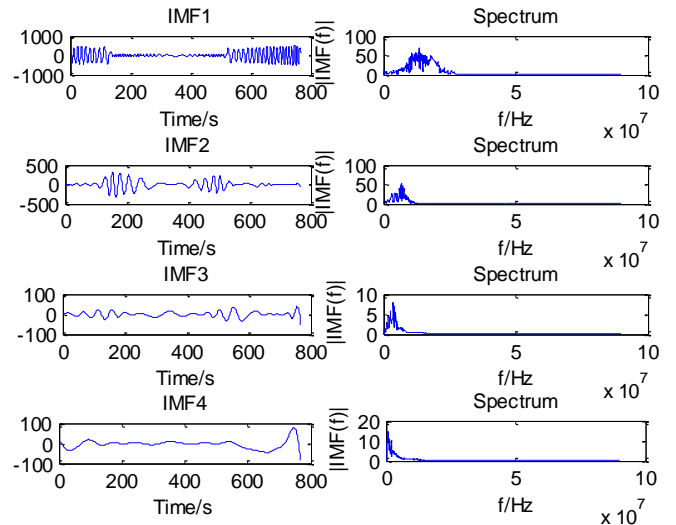 IMF1
Spectrum
1000
0
-1000
0 200 400 600 800
Time/s
|IMF(f)|
100
50
0
0 5 10
f/Hz
x 10^7
IMF2
Spectrum
500
0
-500
0 200 400 600 800
Time/s
|IMF(f)|
100
50
0
0 5 10
f/Hz
x 10^7
IMF3
Spectrum
100
0
-100
0 200 400 600 800
Time/s
|IMF(f)|
10
5
0
0 5 10
f/Hz
x 10^7
IMF4
Spectrum
100
0
-100
0 200 400 600 800
Time/s
|IMF(f)|
20
10
0
0 5 10
f/Hz
x 10^7